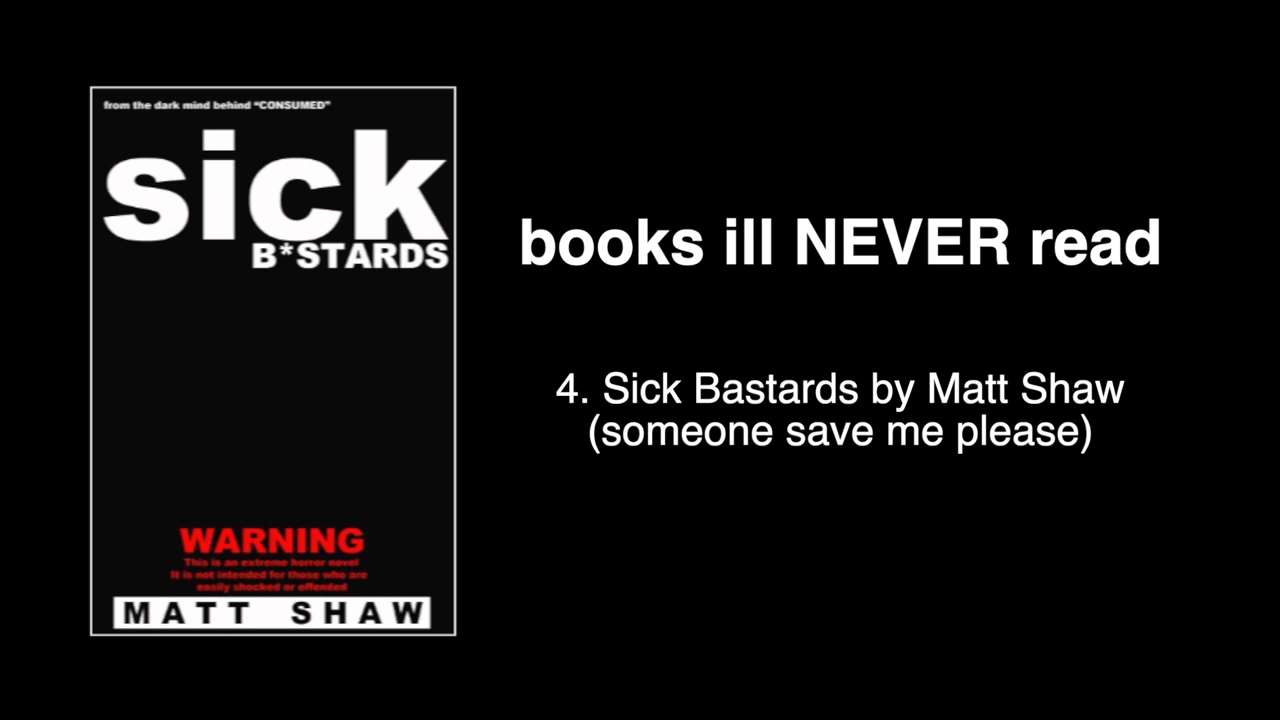 from the dark mind behind “CONSUMED”
sick
B*STARDS
WARNING
This is an extreme horror novel
It is not intended for those who are
easily shocked or offended
MATT SHAW
books ill NEVER read
4. Sick Bastards by Matt Shaw
(someone save me please)